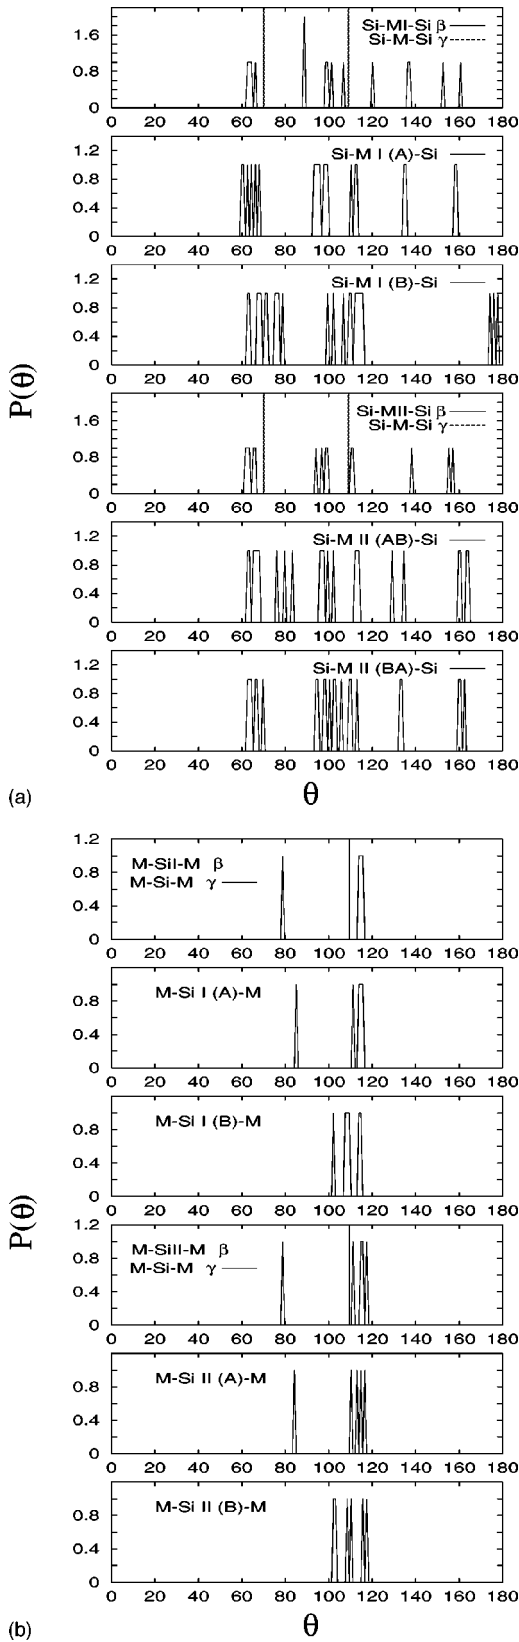 Si-MI-Si β
Si-M-Si γ
1.6
0.8
0
0 20 40 60 80 100 120 140 160 180
Si-M I (A)-Si
1.2
0.8
0.4
0
0 20 40 60 80 100 120 140 160 180
Si-M I (B)-Si
1.2
0.8
0.4
0
0 20 40 60 80 100 120 140 160 180
P(θ)
Si-MII-Si β
Si-M-Si γ
1.6
0.8
0
0 20 40 60 80 100 120 140 160 180
Si-M II (AB)-Si
1.2
0.8
0.4
0
0 20 40 60 80 100 120 140 160 180
Si-M II (BA)-Si
1.2
0.8
0.4
0
0 20 40 60 80 100 120 140 160 180
(a) θ
M-SiI-M β
M-Si-M γ
1.2
0.8
0.4
0
0 20 40 60 80 100 120 140 160 180
M-Si I (A)-M
0.8
0.4
0
0 20 40 60 80 100 120 140 160 180
M-Si I (B)-M
0.8
0.4
0
0 20 40 60 80 100 120 140 160 180
P(θ)
M-SiII-M β
M-Si-M γ
1.2
0.8
0.4
0
0 20 40 60 80 100 120 140 160 180
M-Si II (A)-M
0.8
0.4
0
0 20 40 60 80 100 120 140 160 180
M-Si II (B)-M
0.8
0.4
0
0 20 40 60 80 100 120 140 160 180
(b) θ